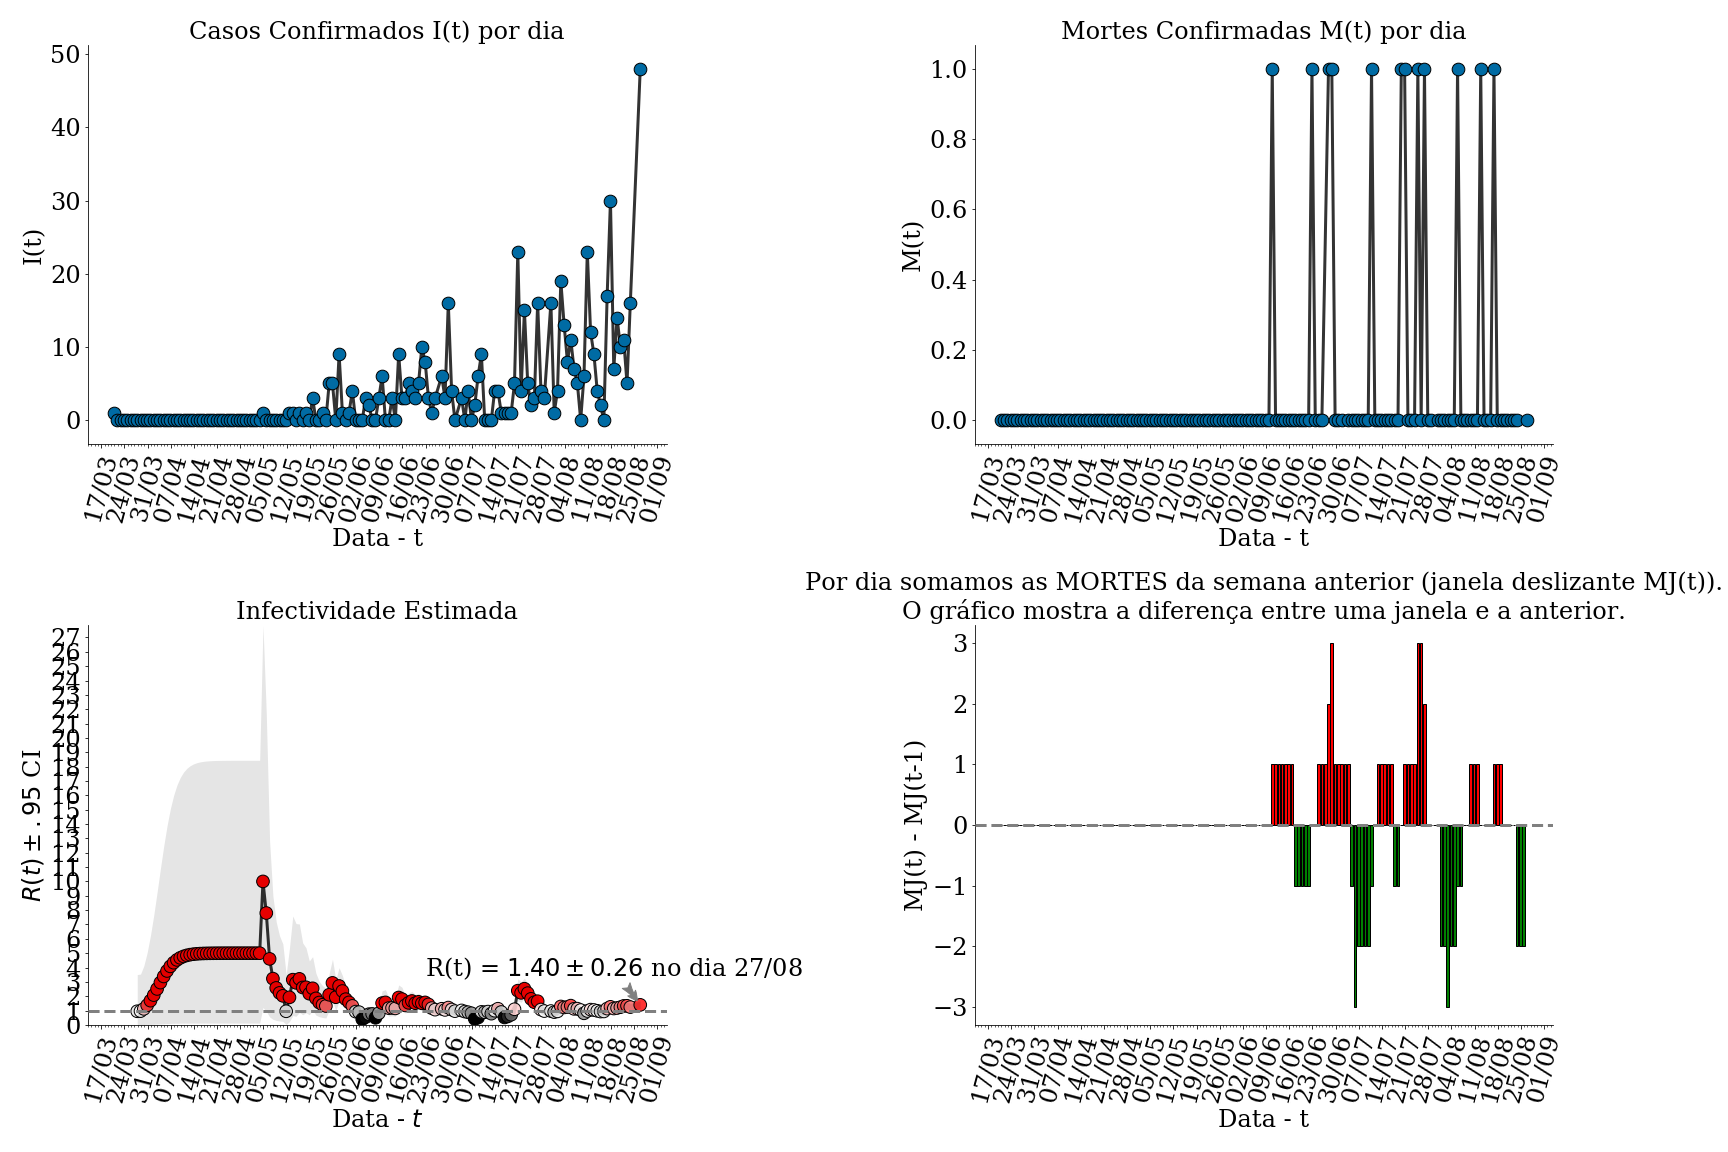 Casos Confirmados I(t) por dia
50
40
30
20
10
0
I(t)
17/03 24/03 31/03 07/04 14/04 21/04 28/04 05/05 12/05 19/05 26/05 02/06 09/06 16/06 23/06 30/06 07/07 14/07 21/07 28/07 04/08 11/08 18/08 25/08 01/09
Data - t
Mortes Confirmadas M(t) por dia
1.0
0.8
0.6
0.4
0.2
0.0
M(t)
17/03 24/03 31/03 07/04 14/04 21/04 28/04 05/05 12/05 19/05 26/05 02/06 09/06 16/06 23/06 30/06 07/07 14/07 21/07 28/07 04/08 11/08 18/08 25/08 01/09
Data - t
Infectividade Estimada
27
26
25
24
23
22
21
20
19
18
17
16
15
14
13
12
11
10
9
8
7
6
5
4
3
2
1
0
R(t) ± .95 CI
R(t) = 1.40 ± 0.26 no dia 27/08
17/03 24/03 31/03 07/04 14/04 21/04 28/04 05/05 12/05 19/05 26/05 02/06 09/06 16/06 23/06 30/06 07/07 14/07 21/07 28/07 04/08 11/08 18/08 25/08 01/09
Data - t
Por dia somamos as MORTES da semana anterior (janela deslizante MJ(t)).
O gráfico mostra a diferença entre uma janela e a anterior.
3
2
1
0
−1
−2
−3
MJ(t) - MJ(t-1)
17/03 24/03 31/03 07/04 14/04 21/04 28/04 05/05 12/05 19/05 26/05 02/06 09/06 16/06 23/06 30/06 07/07 14/07 21/07 28/07 04/08 11/08 18/08 25/08 01/09
Data - t